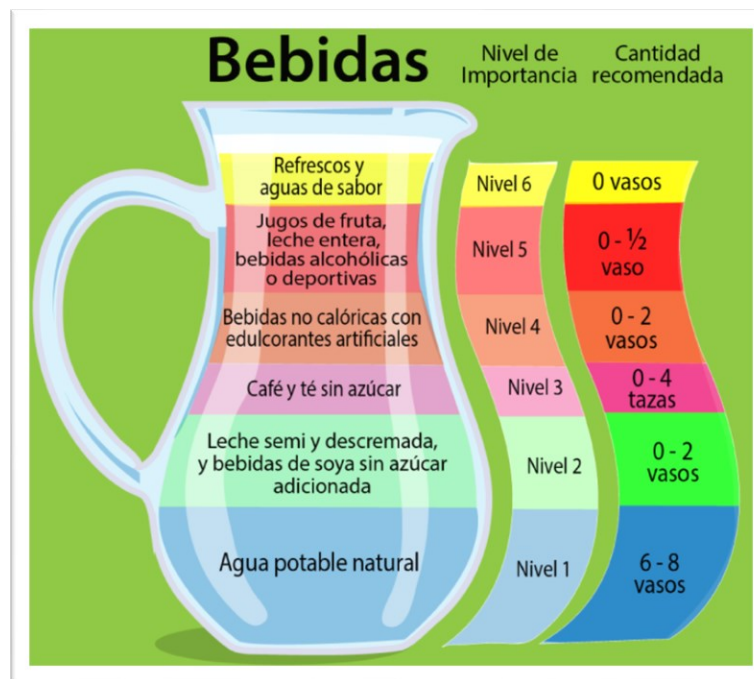 Bebidas
Nivel de
Importancia
Cantidad
recomendada
Refrescos y
aguas de sabor
Nivel 6
0 vasos
Jugos de fruta,
leche entera,
bebidas alcohólicas
o deportivas
Nivel 5
0 - ½
vaso
Bebidas no calóricas con
edulcorantes artificiales
Nivel 4
0 - 2
vasos
Café y té sin azúcar
Nivel 3
0 - 4
tazas
Leche semi y descremada,
y bebidas de soya sin azúcar
adicionada
Nivel 2
0 - 2
vasos
Agua potable natural
Nivel 1
6 - 8
vasos